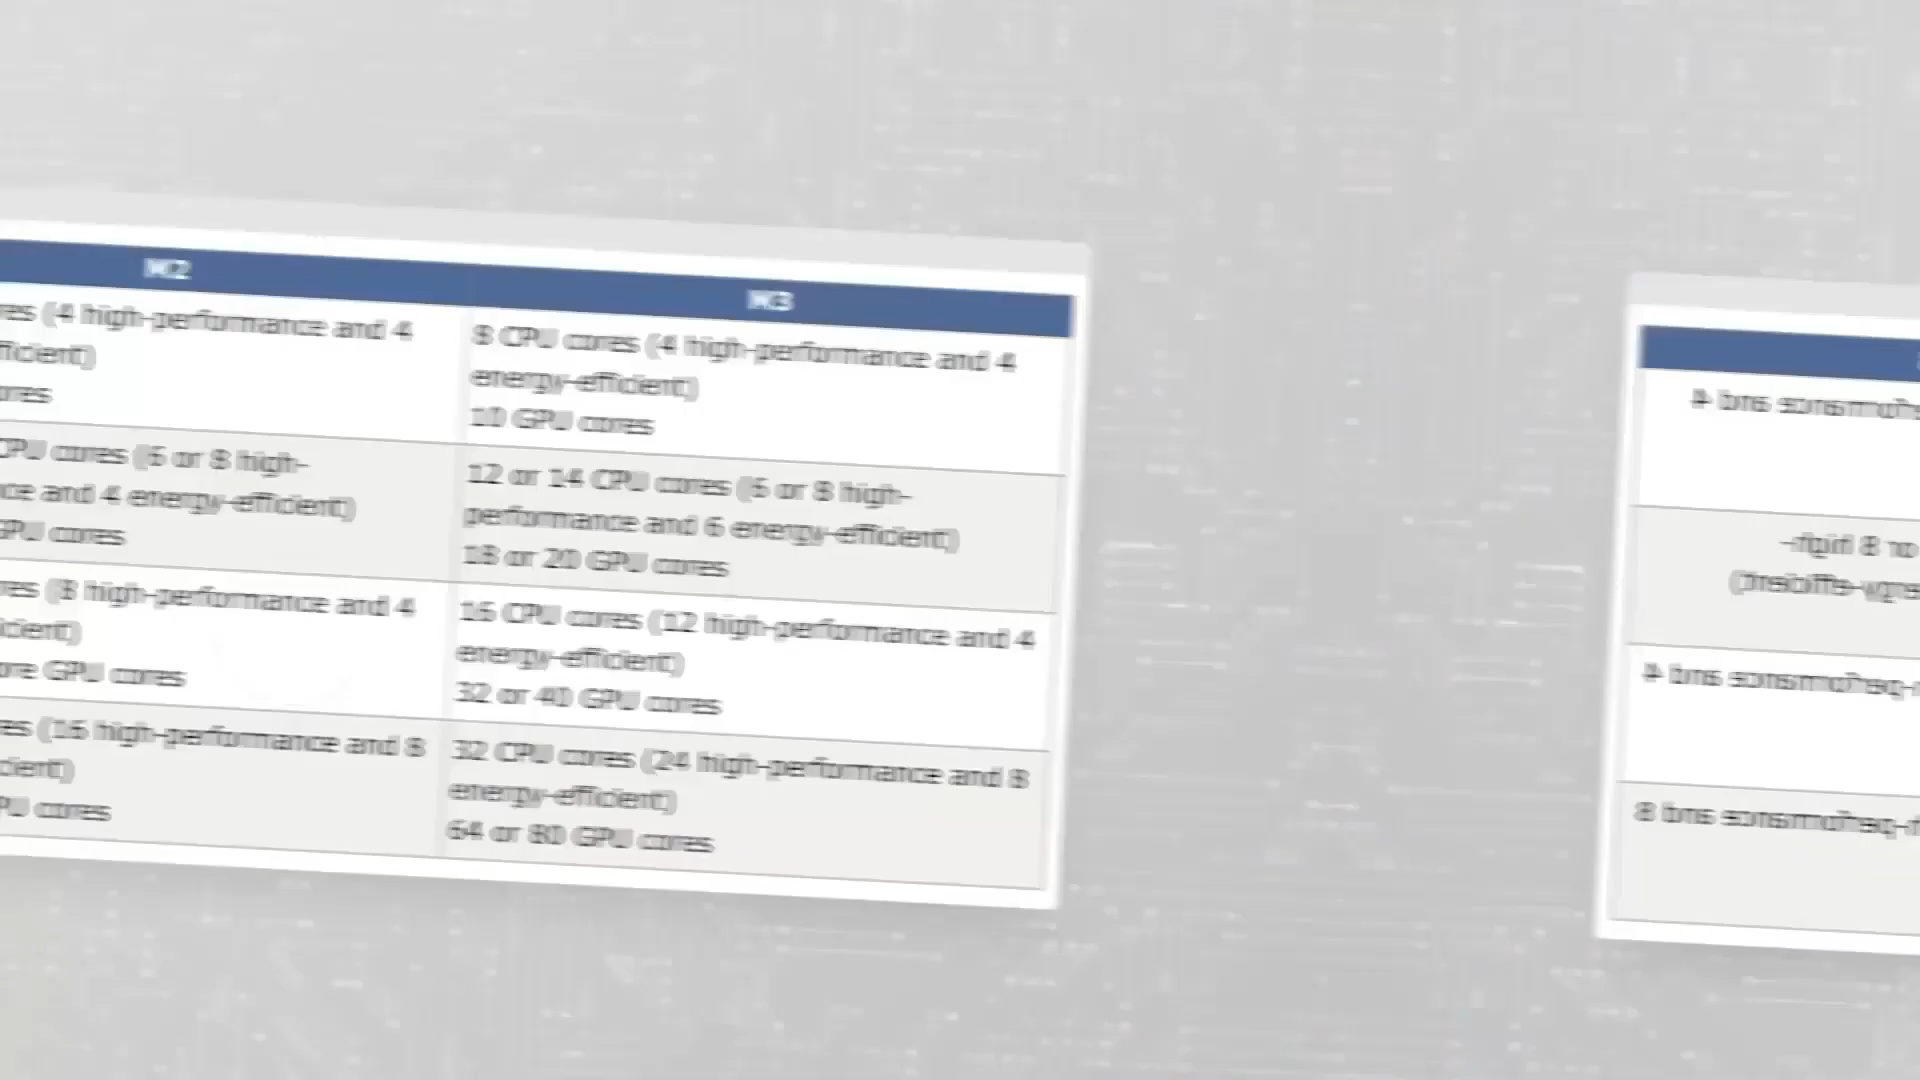 M2
M3
res (4 high-performance and 4
fficient)
ores
8 CPU cores (4 high-performance and 4
energy-efficient)
10 GPU cores
CPU cores (6 or 8 high-
ce and 4 energy-efficient)
GPU cores
12 or 14 CPU cores (6 or 8 high-
performance and 6 energy-efficient)
18 or 20 GPU cores
res (8 high-performance and 4
icient)
ore GPU cores
16 CPU cores (12 high-performance and 4
energy-efficient)
32 or 40 GPU cores
es (16 high-performance and 8
cient)
PU cores
32 CPU cores (24 high-performance and 8
energy-efficient)
64 or 80 GPU cores